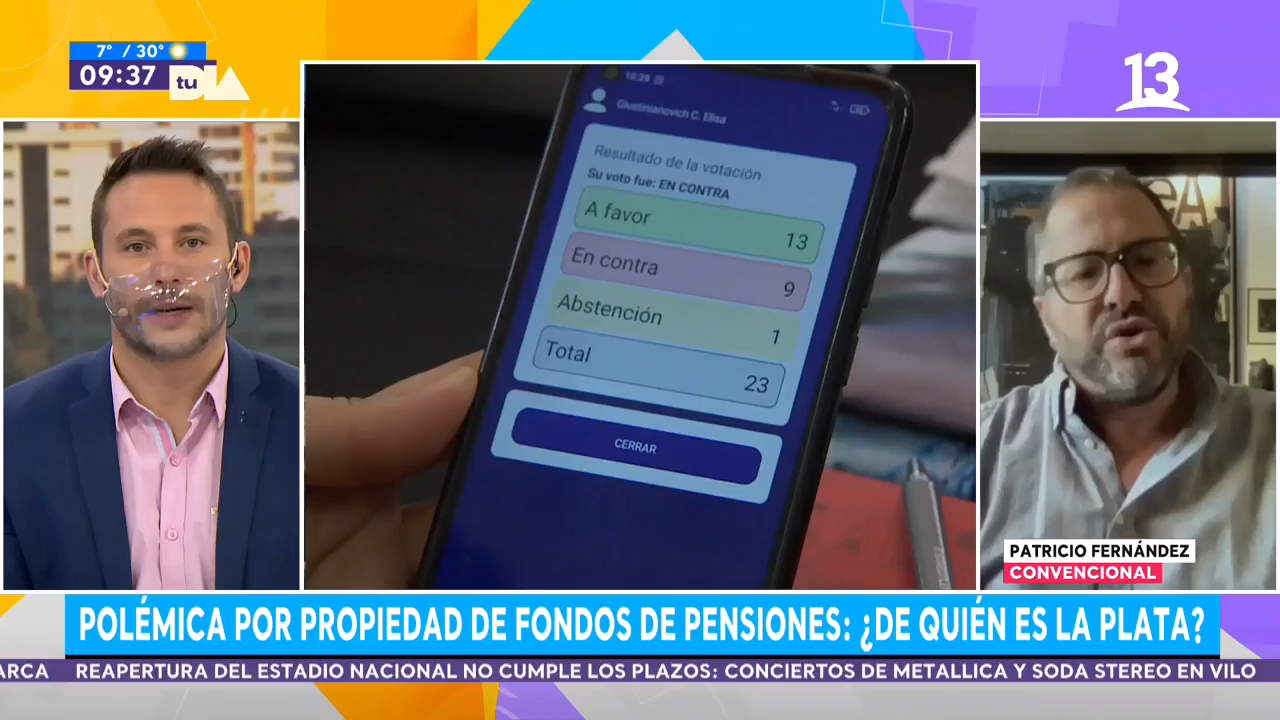 7° / 30°
09:37
tu DIA
13
10:29
Giustinianovich C. Elisa
Resultado de la votación
Su voto fue: EN CONTRA
A favor
13
En contra
9
Abstención
1
Total
23
CERRAR
PATRICIO FERNÁNDEZ
CONVENCIONAL
POLÉMICA POR PROPIEDAD DE FONDOS DE PENSIONES: ¿DE QUIÉN ES LA PLATA?
ARCA REAPERTURA DEL ESTADIO NACIONAL NO CUMPLE LOS PLAZOS: CONCIERTOS DE METALLICA Y SODA STEREO EN VILO